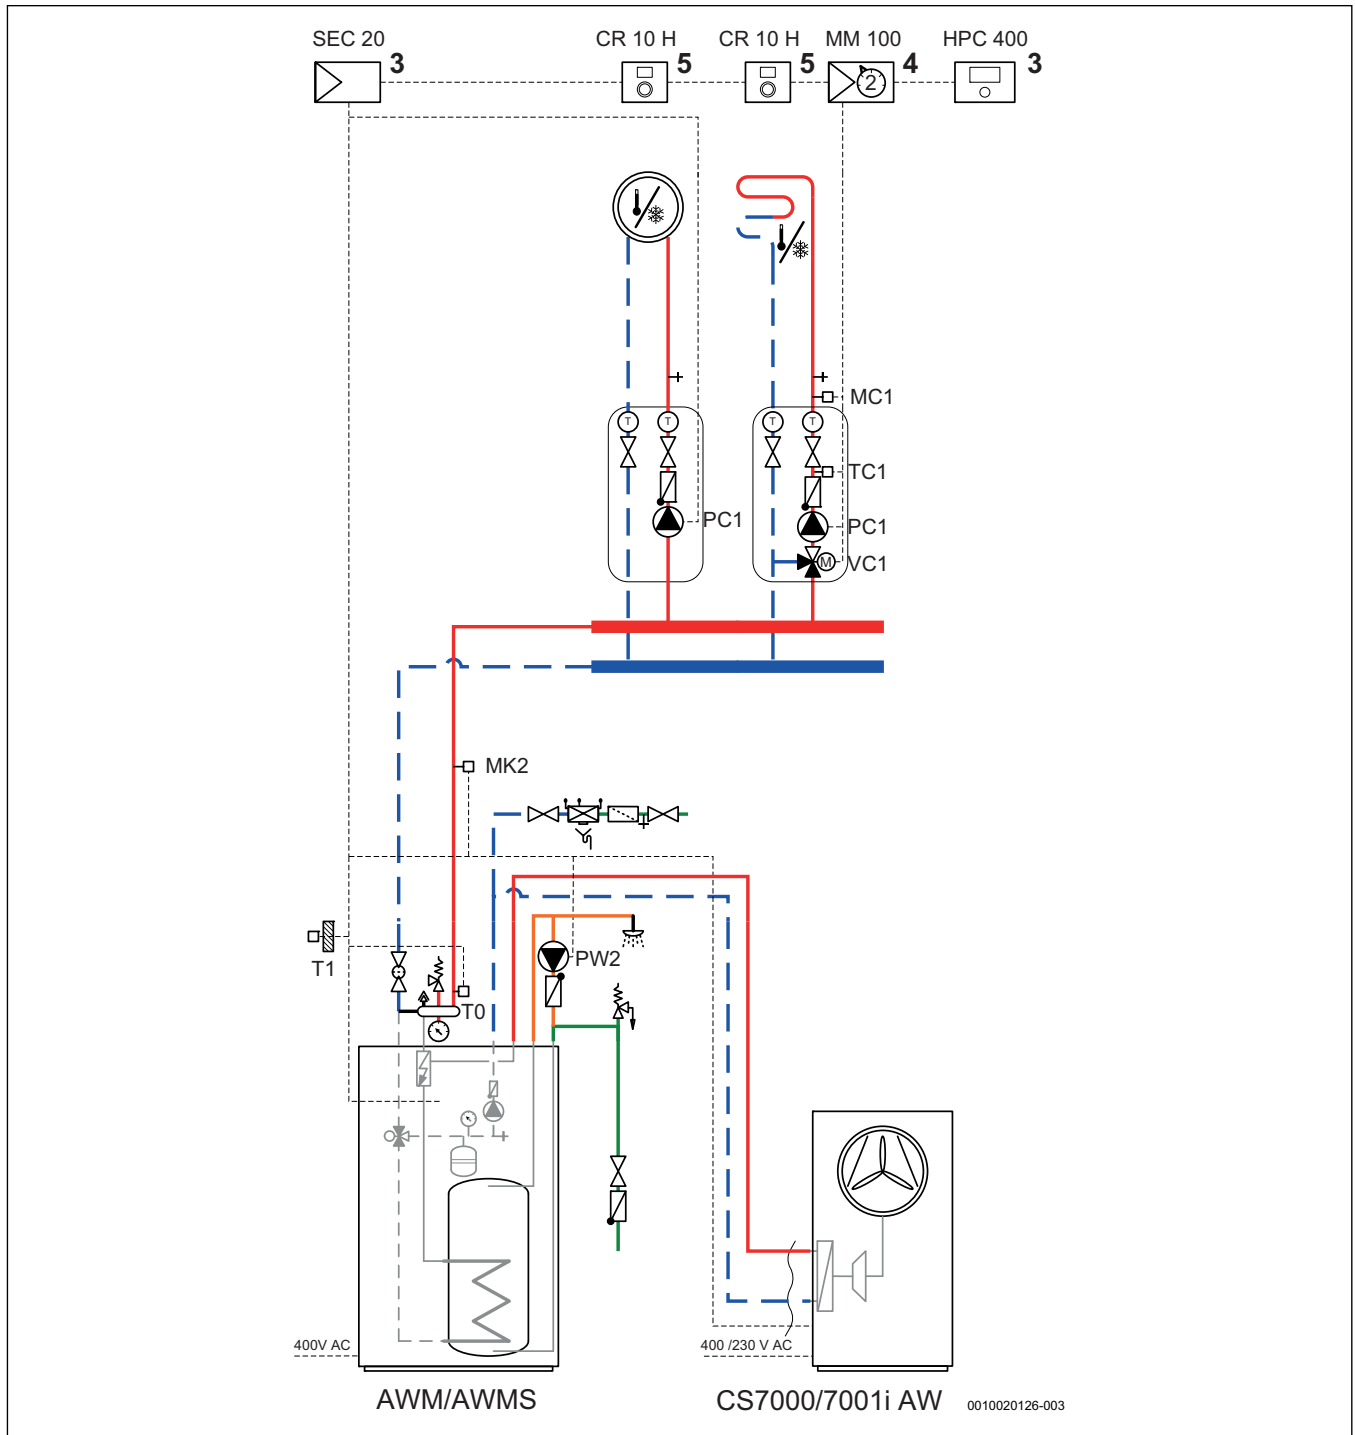 SEC 20
3
CR 10 H
5
CR 10 H
5
MM 100
2
4
HPC 400
3
MC1
T
T
T
T
TC1
PC1
PC1
M
VC1
MK2
T1
PW2
T0
400V AC
400 /230 V AC
AWM/AWMS
CS7000/7001i AW
0010020126-003